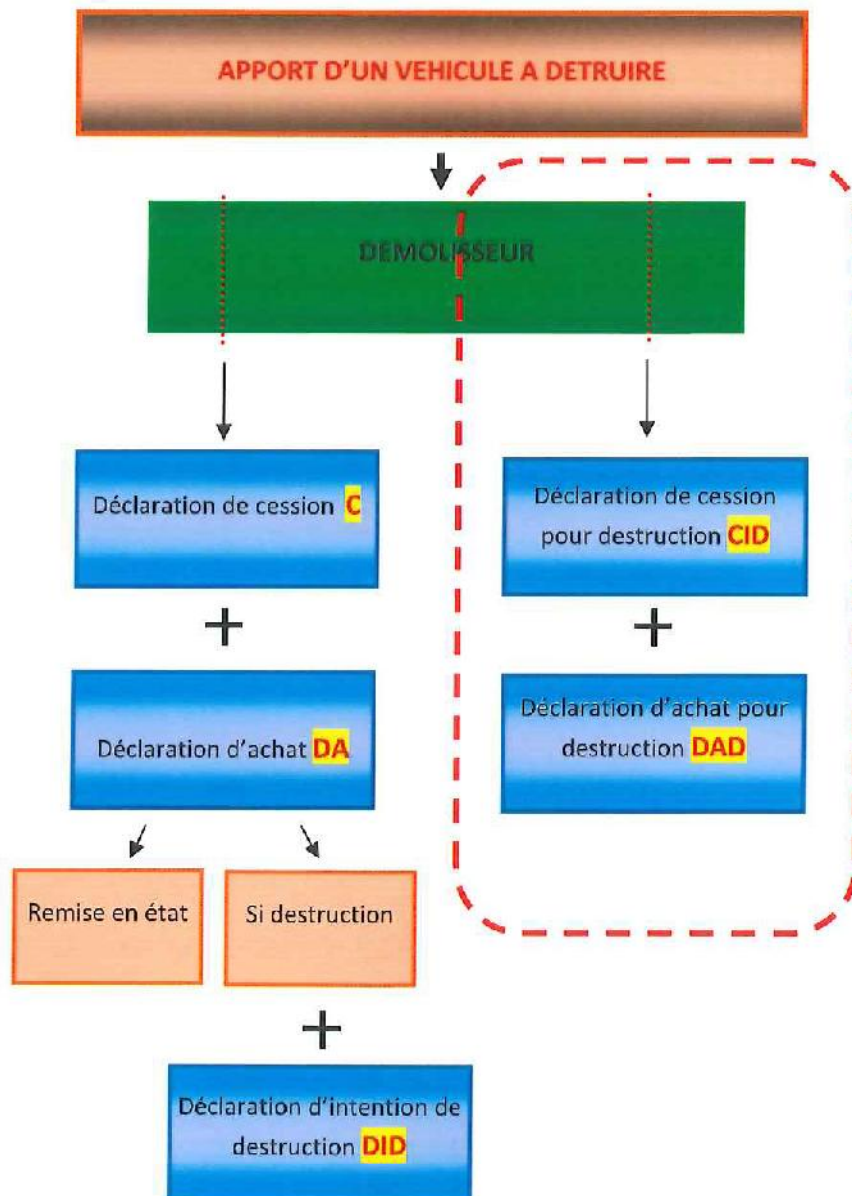 APPORT D'UN VEHICULE A DETRUIRE
DEMOLISSEUR
Déclaration de cession C
+
Déclaration d'achat DA
Remise en état
Si destruction
+
Déclaration d'intention de
destruction DID
Déclaration de cession
pour destruction CID
+
Déclaration d'achat pour
destruction DAD